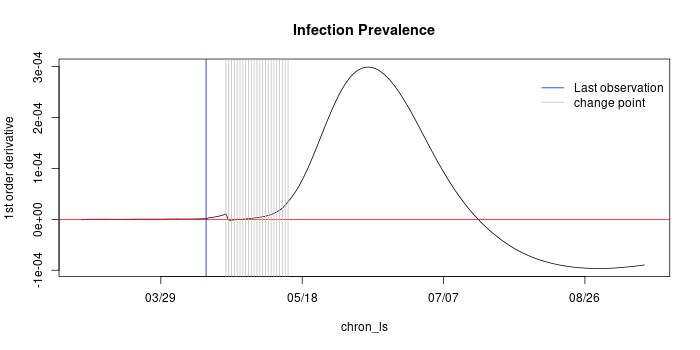 Infection Prevalence
1st order derivative
3e-04
2e-04
1e-04
0e+00
-1e-04
Last observation
change point
03/29
05/18
07/07
08/26
chron_ls